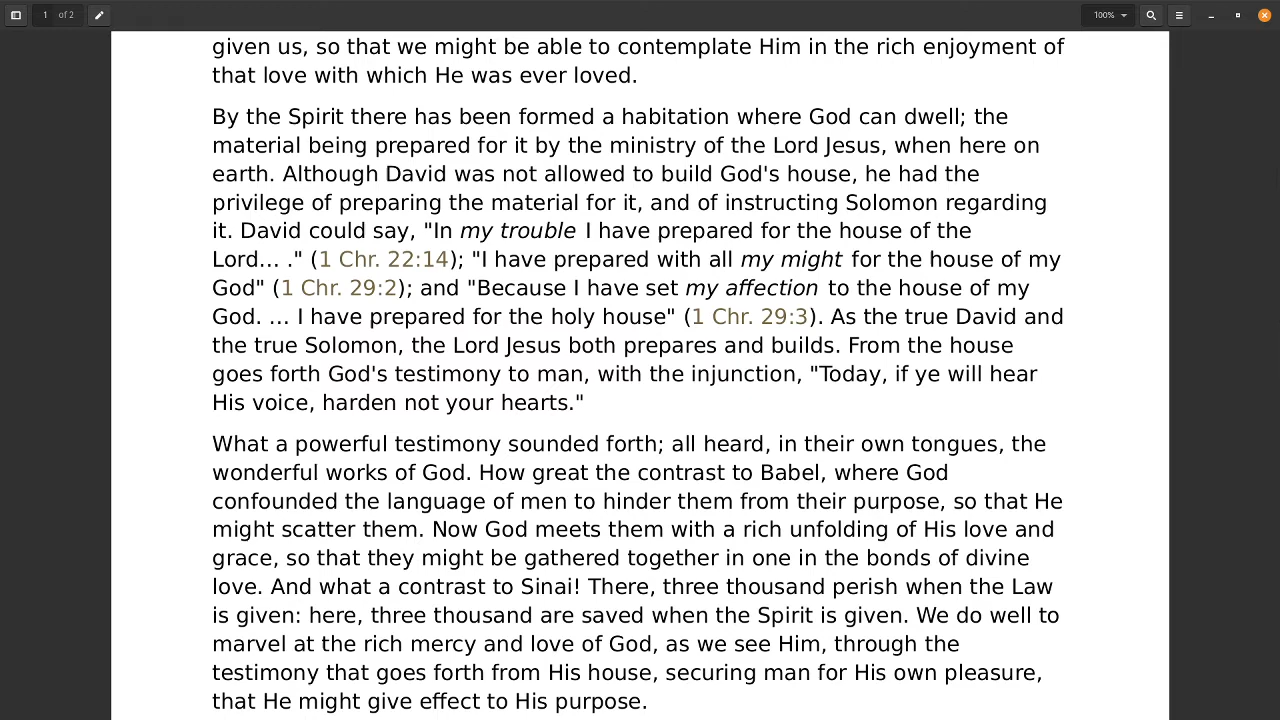 1 of 2
100%
given us, so that we might be able to contemplate Him in the rich enjoyment of
that love with which He was ever loved.
By the Spirit there has been formed a habitation where God can dwell; the
material being prepared for it by the ministry of the Lord Jesus, when here on
earth. Although David was not allowed to build God's house, he had the
privilege of preparing the material for it, and of instructing Solomon regarding
it. David could say, "In my trouble I have prepared for the house of the
Lord... ." (1 Chr. 22:14); "I have prepared with all my might for the house of my
God" (1 Chr. 29:2); and "Because I have set my affection to the house of my
God. ... I have prepared for the holy house" (1 Chr. 29:3). As the true David and
the true Solomon, the Lord Jesus both prepares and builds. From the house
goes forth God's testimony to man, with the injunction, "Today, if ye will hear
His voice, harden not your hearts."
What a powerful testimony sounded forth; all heard, in their own tongues, the
wonderful works of God. How great the contrast to Babel, where God
confounded the language of men to hinder them from their purpose, so that He
might scatter them. Now God meets them with a rich unfolding of His love and
grace, so that they might be gathered together in one in the bonds of divine
love. And what a contrast to Sinai! There, three thousand perish when the Law
is given: here, three thousand are saved when the Spirit is given. We do well to
marvel at the rich mercy and love of God, as we see Him, through the
testimony that goes forth from His house, securing man for His own pleasure,
that He might give effect to His purpose.